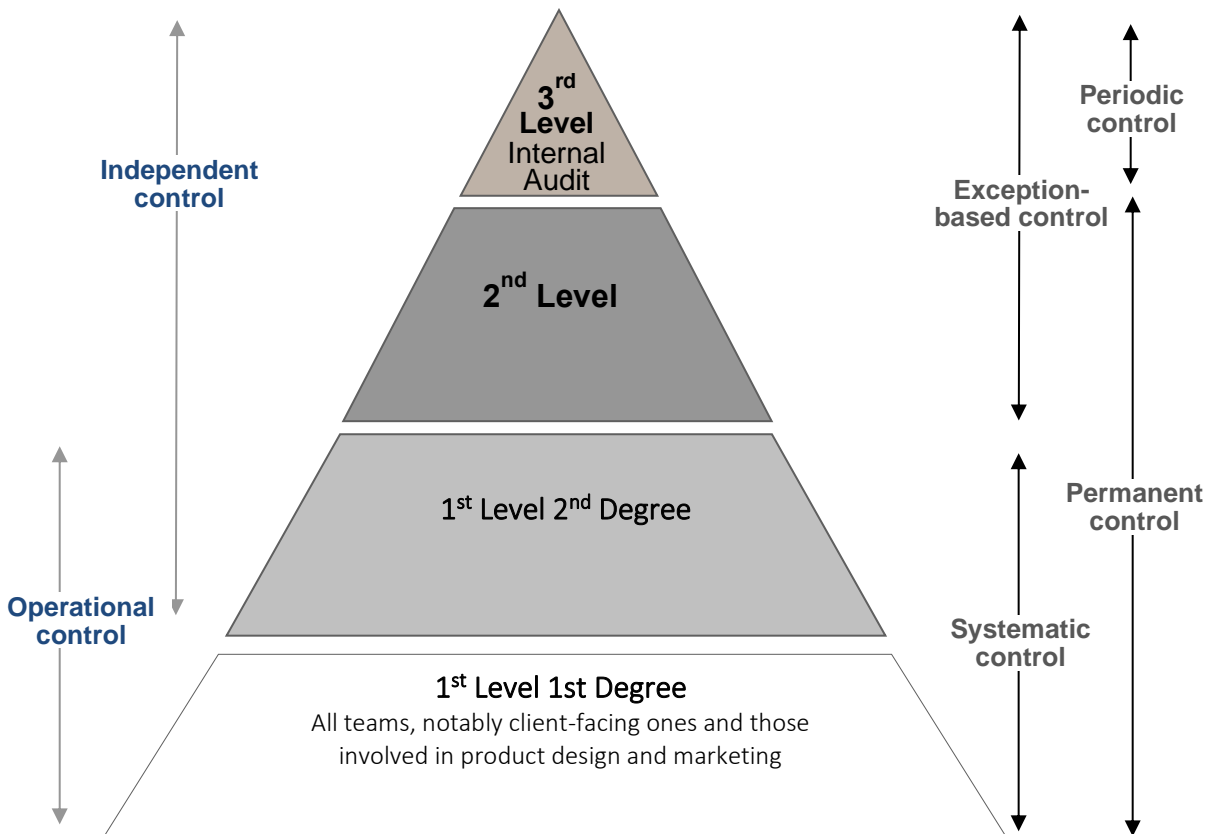 3rd
Level
Internal
Audit
Periodic
control
Independent
control
Exception-
based control
2nd Level
1st Level 2nd Degree
Permanent
control
Operational
control
Systematic
control
1st Level 1st Degree
All teams, notably client-facing ones and those
involved in product design and marketing